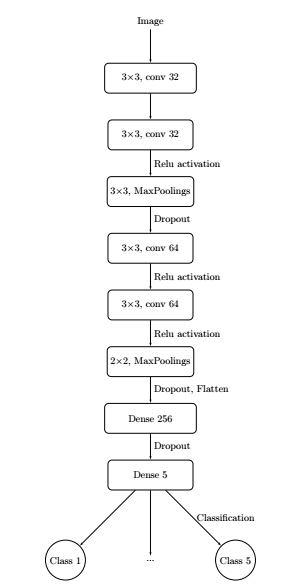 Image
3×3, conv 32
3×3, conv 32
Relu activation
3×3, MaxPoolings
Dropout
3×3, conv 64
Relu activation
3×3, conv 64
Relu activation
2×2, MaxPoolings
Dropout, Flatten
Dense 256
Dropout
Dense 5
Classification
Class 1
...
Class 5